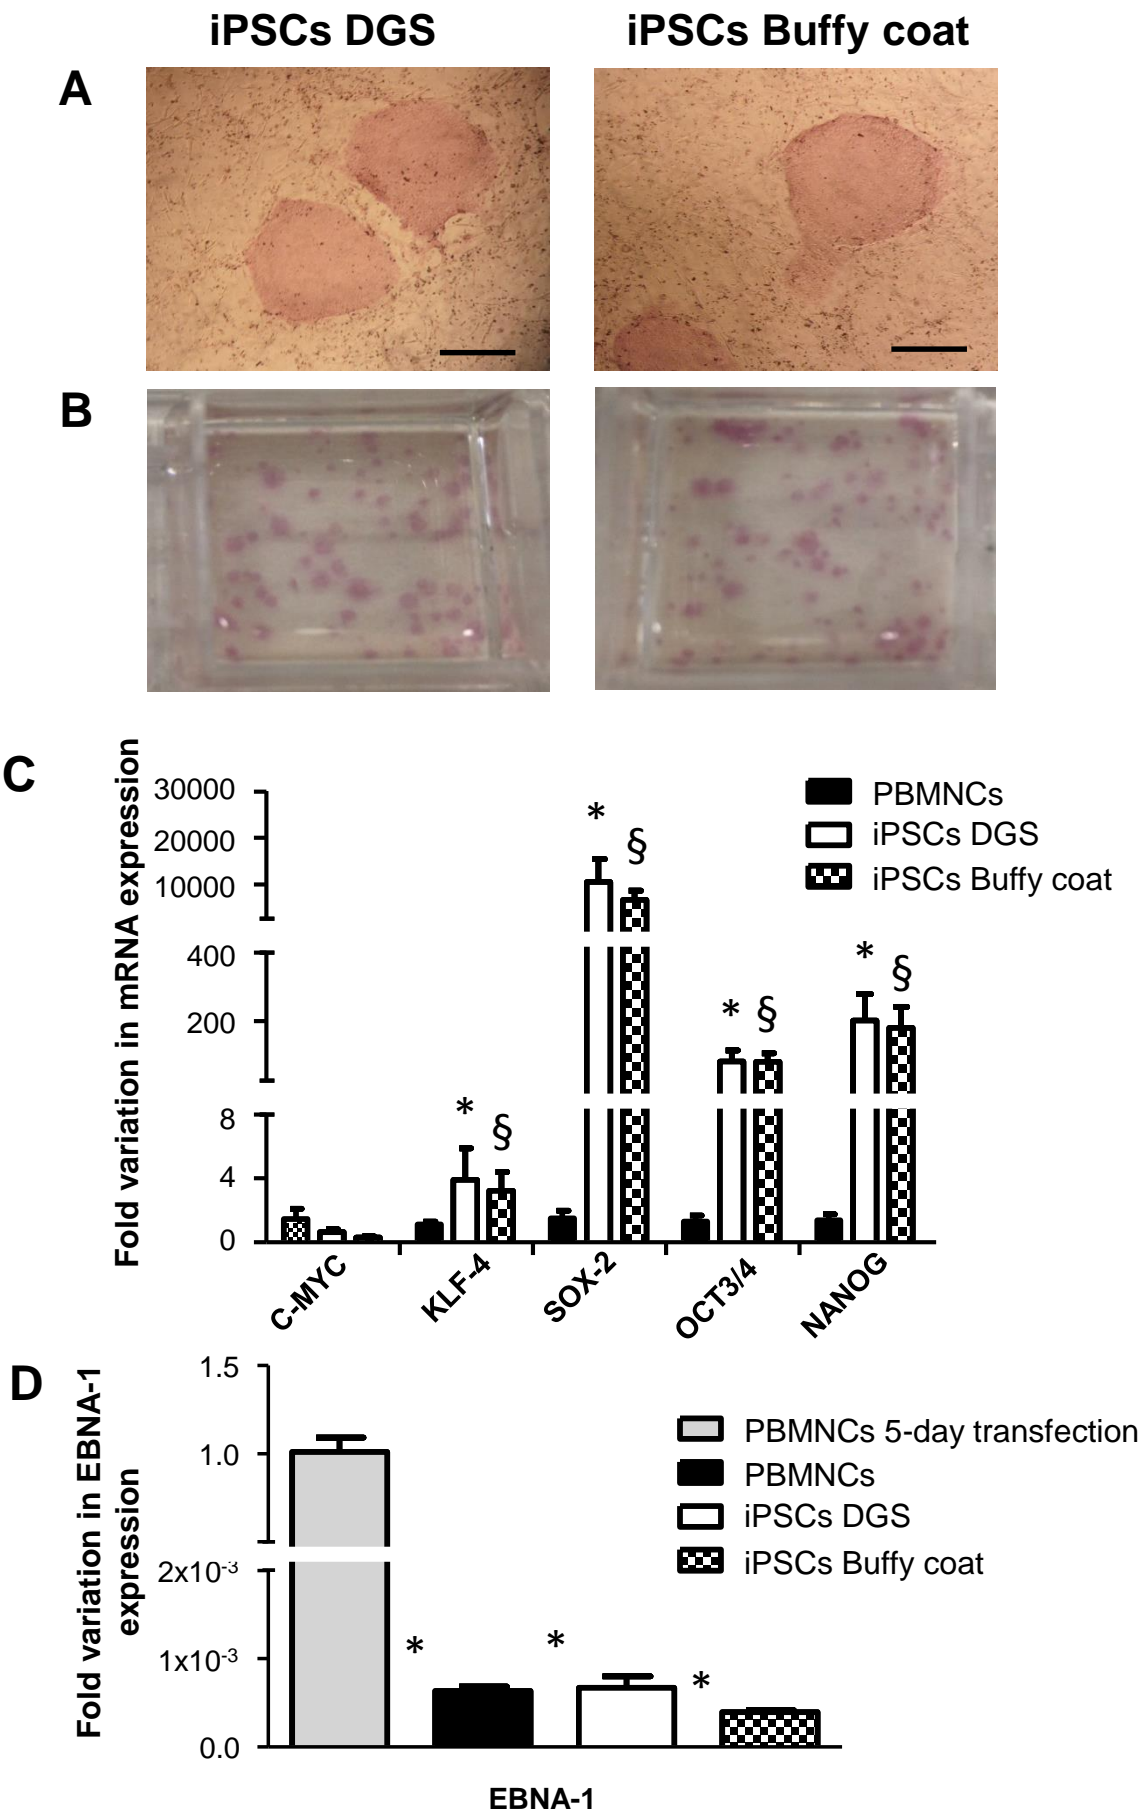 iPSCs DGS
iPSCs Buffy coat
A
B
C
Fold variation in mRNA expression
30000
20000
10000
400
200
8
4
0
*
§
*
§
*
§
*
§
PBMNCs
iPSCs DGS
iPSCs Buffy coat
C-MYC
KLF-4
SOX-2
OCT3/4
NANOG
D
Fold variation in EBNA-1
expression
1.5
1.0
2x10-3
1x10-3
0.0
*
*
*
PBMNCs 5-day transfection
PBMNCs
iPSCs DGS
iPSCs Buffy coat
EBNA-1